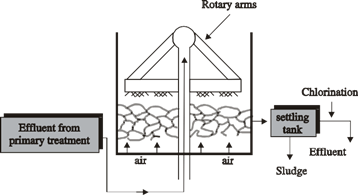 Rotary arms
Chlorination
Effluent from
primary treatment
settling
tank
air
air
Effluent
Sludge